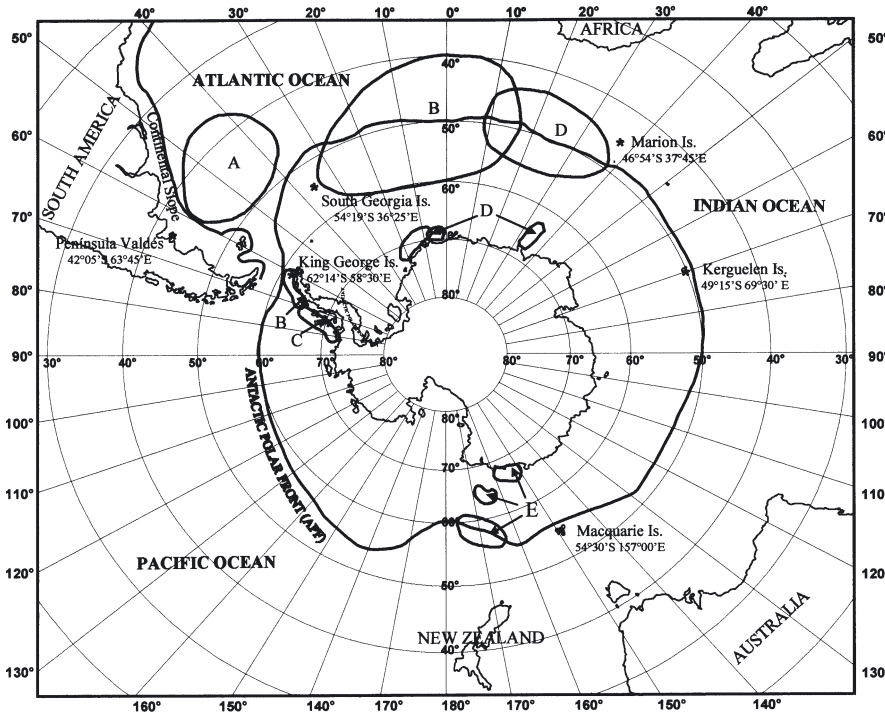 40° 30° 20° 10° 0° 10° 20° 30° 40°
50° AFRICA 50°
ATLANTIC OCEAN
40°
60° 60°
SOUTH AMERICA
Continental Slope
A
B
50°
D
Marion Is.
46°54'S 37°45'E
70° 70°
60°
South Georgia Is.
54°19'S 36°25'E
D
INDIAN OCEAN
Península Valdés
42°05'S 63°45'E
70°
80° 80°
King George Is.
62°14'S 58°30'E
Kerguelen Is.
49°15'S 69°30' E
80°
B
C
90° 30° 40° 50° 60° 70° 80° 80° 70° 60° 50° 40° 30° 90°
ANTACTIC POLAR FRONT (APF)
100° 100°
80°
110° 110°
70°
E
60°
Macquarie Is.
54°30'S 157°00'E
PACIFIC OCEAN
120° 120°
50°
AUSTRALIA
NEW ZEALAND
40°
130° 130°
160° 150° 140° 160° 180° 170° 160° 150° 140°